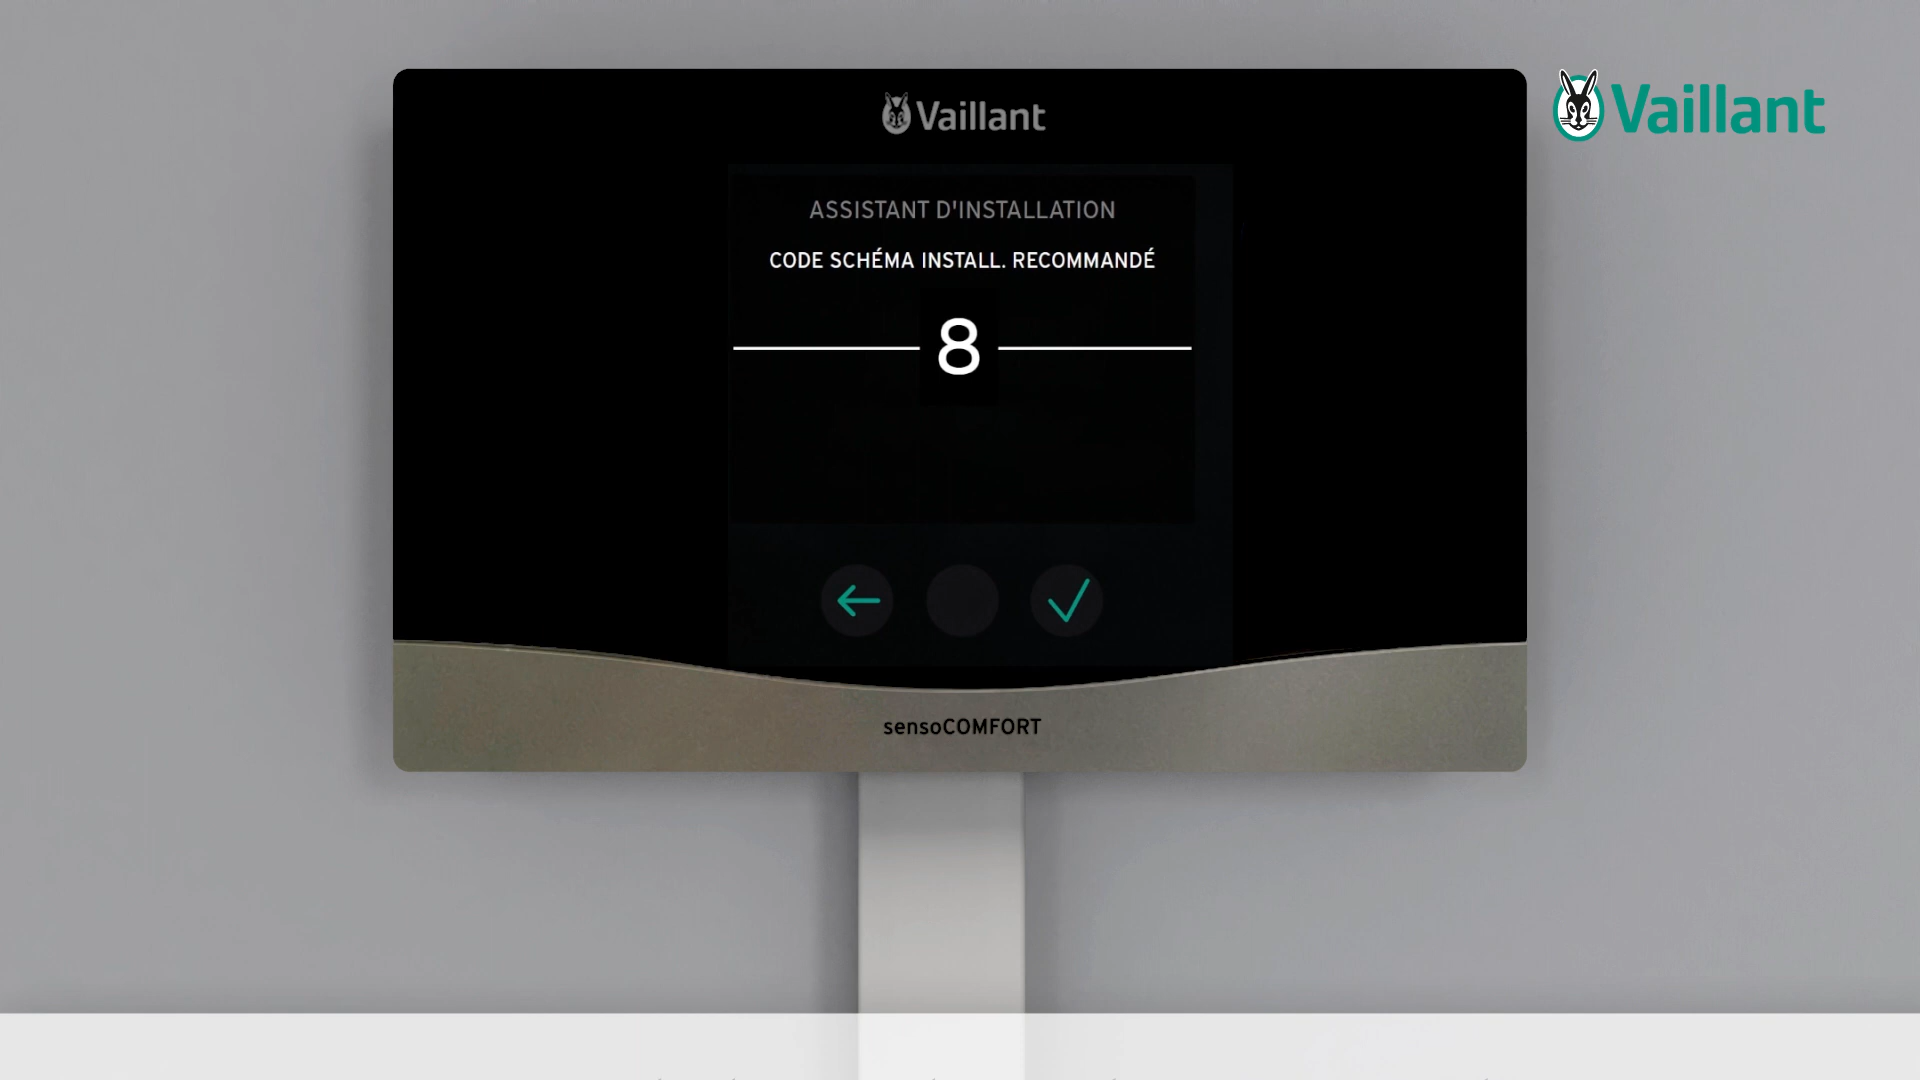 Vaillant
Vaillant
ASSISTANT D'INSTALLATION
CODE SCHÉMA INSTALL. RECOMMANDÉ
8
sensoCOMFORT